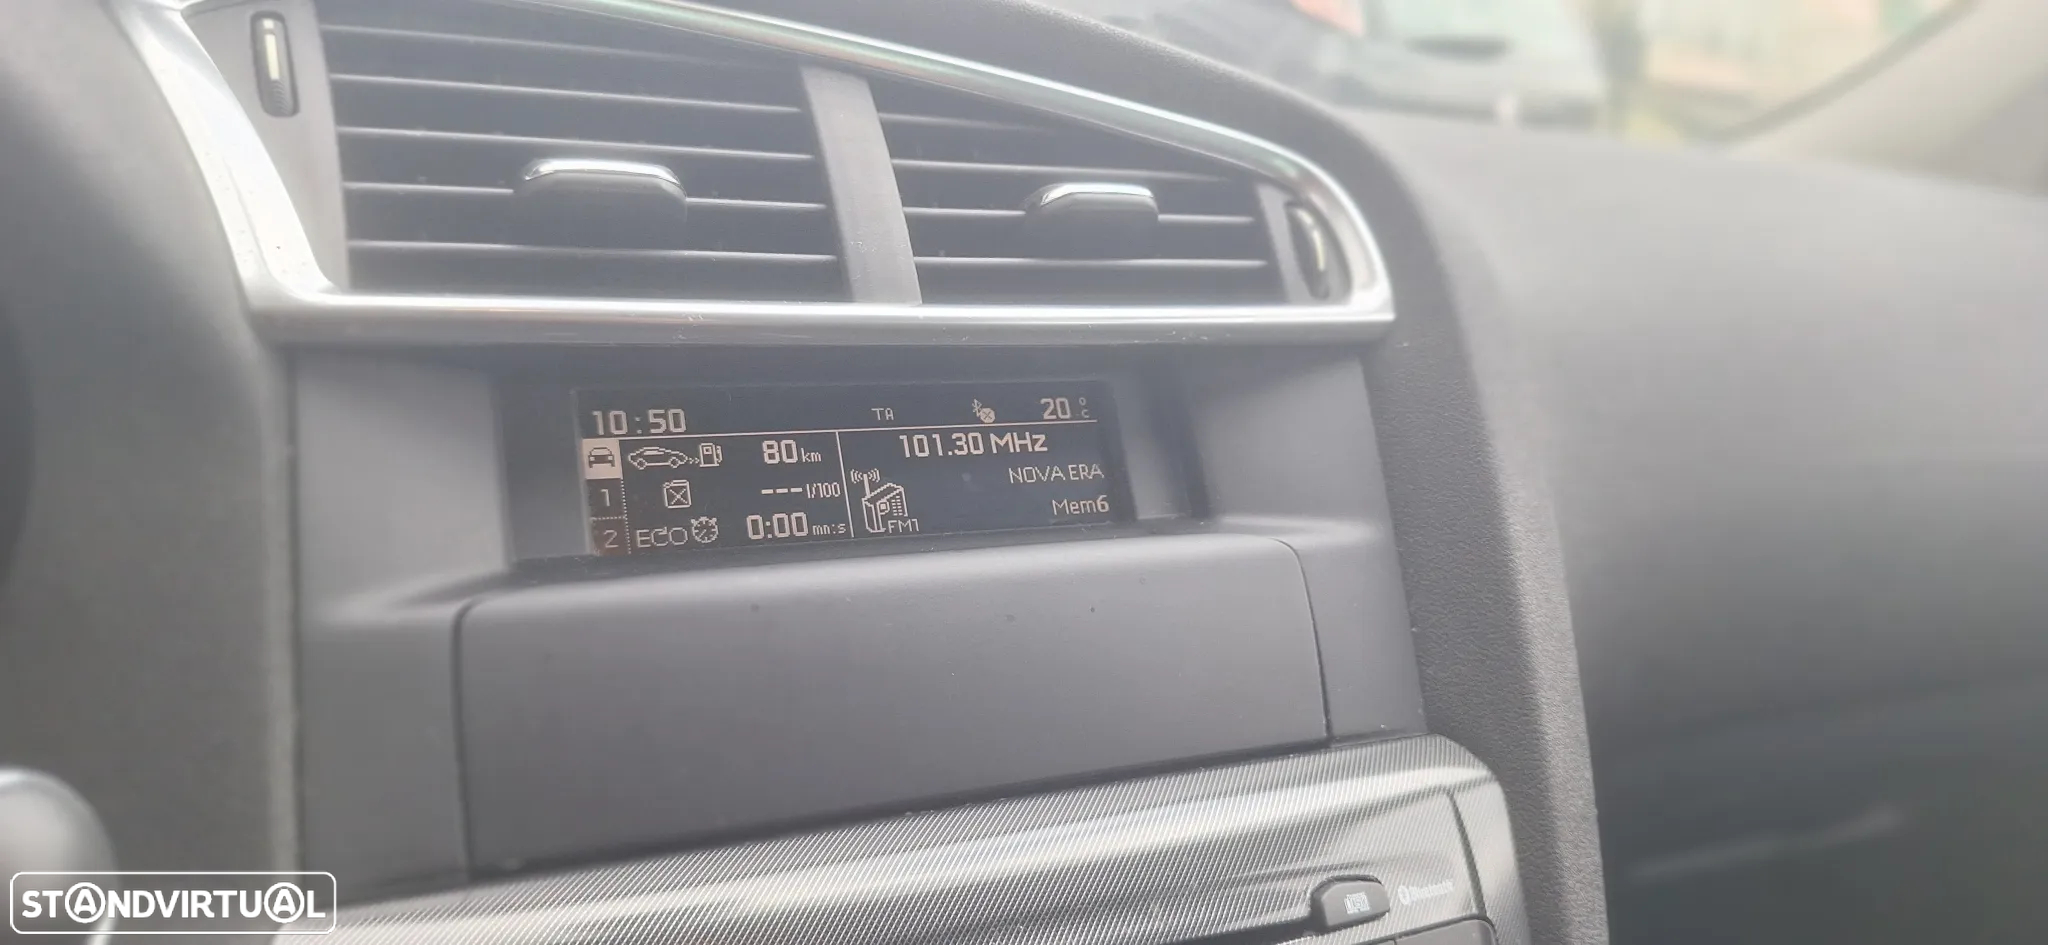 10:50 TA 20 °C
80 km
1 ---l/100
2 ECO 0:00 mn:s
101.30 MHz
NOVA ERA
Mem6
FM1
Bluetooth
STANDVIRTUAL